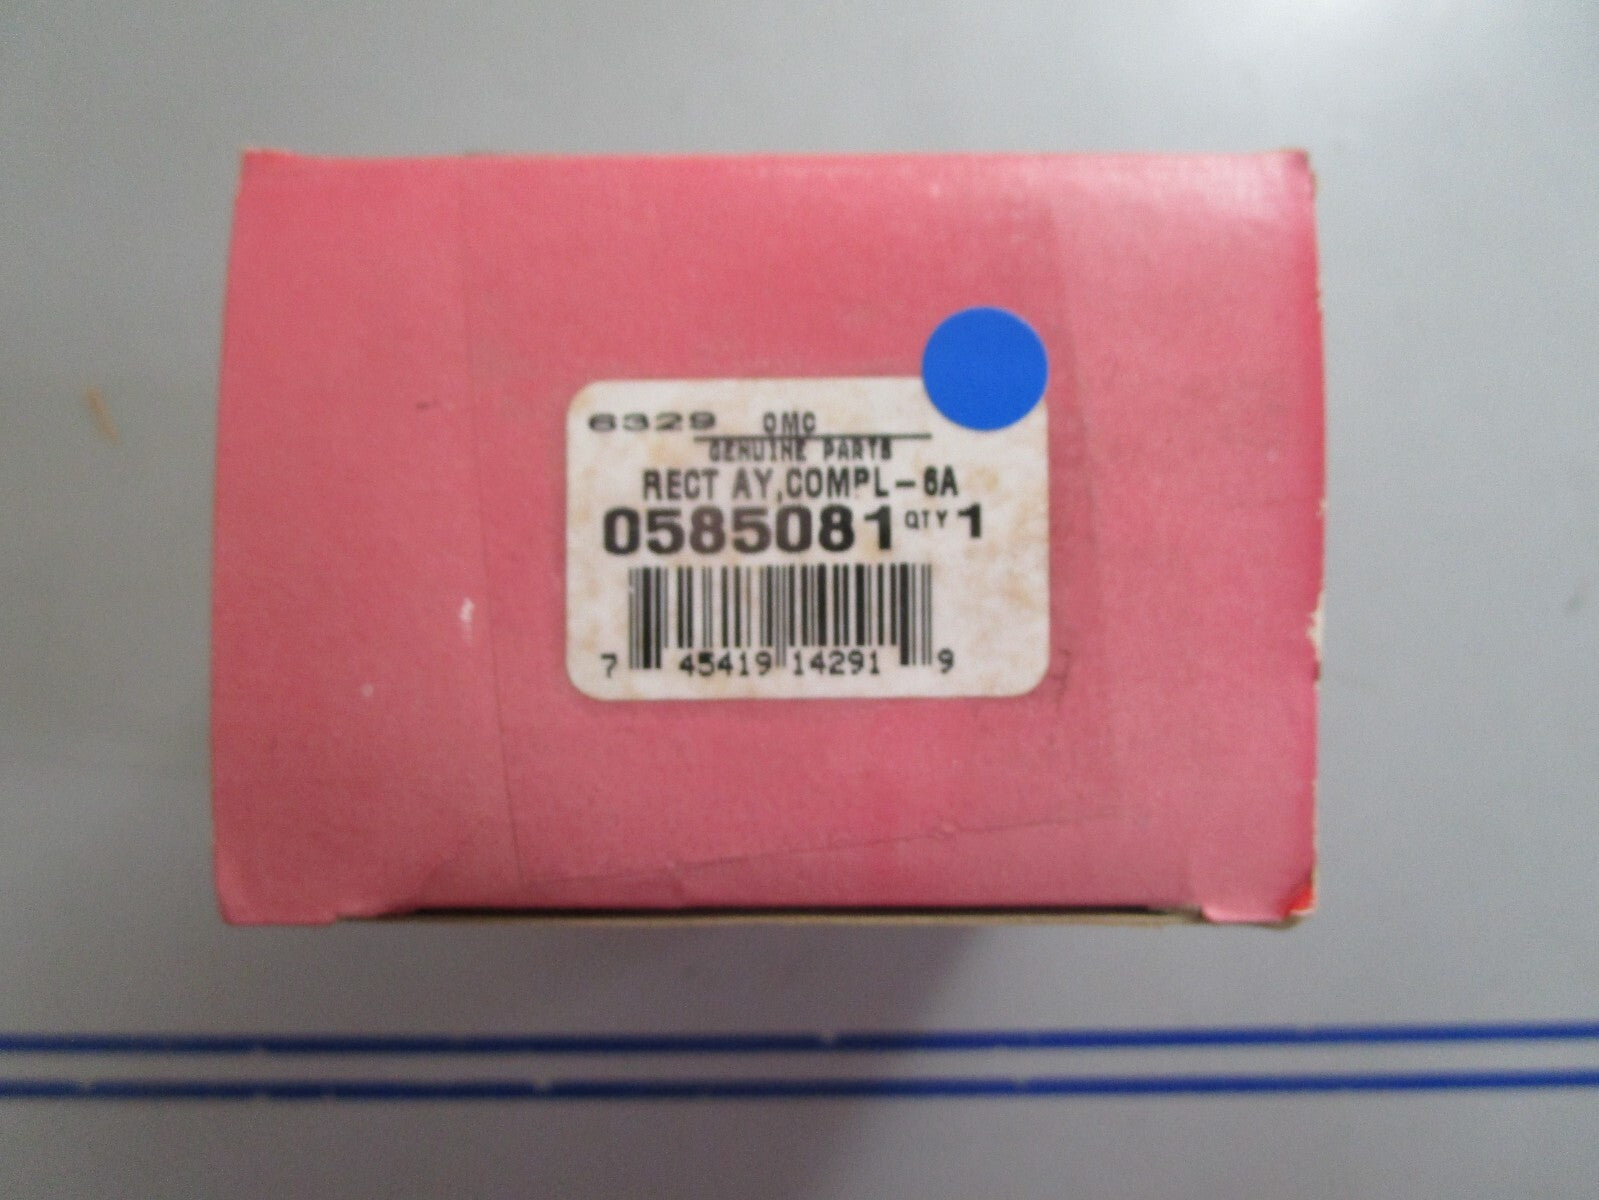 6329 OMC
GENUINE PARTS
RECT AY,COMPL-6A
0585081 QTY 1
7 45419 14291 9